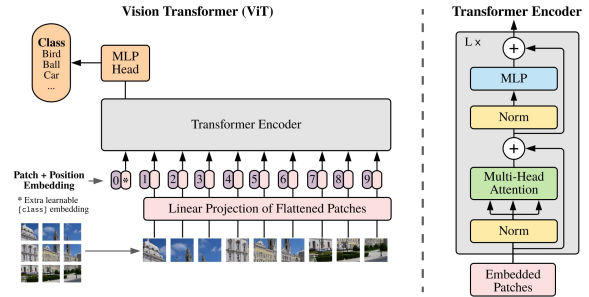 Vision Transformer (ViT)
Class
Bird
Ball
Car
...
MLP
Head
Transformer Encoder
Patch + Position
Embedding
0 * 1 2 3 4 5 6 7 8 9
* Extra learnable
[class] embedding
Linear Projection of Flattened Patches
Transformer Encoder
L x
+
MLP
Norm
+
Multi-Head
Attention
Norm
Embedded
Patches